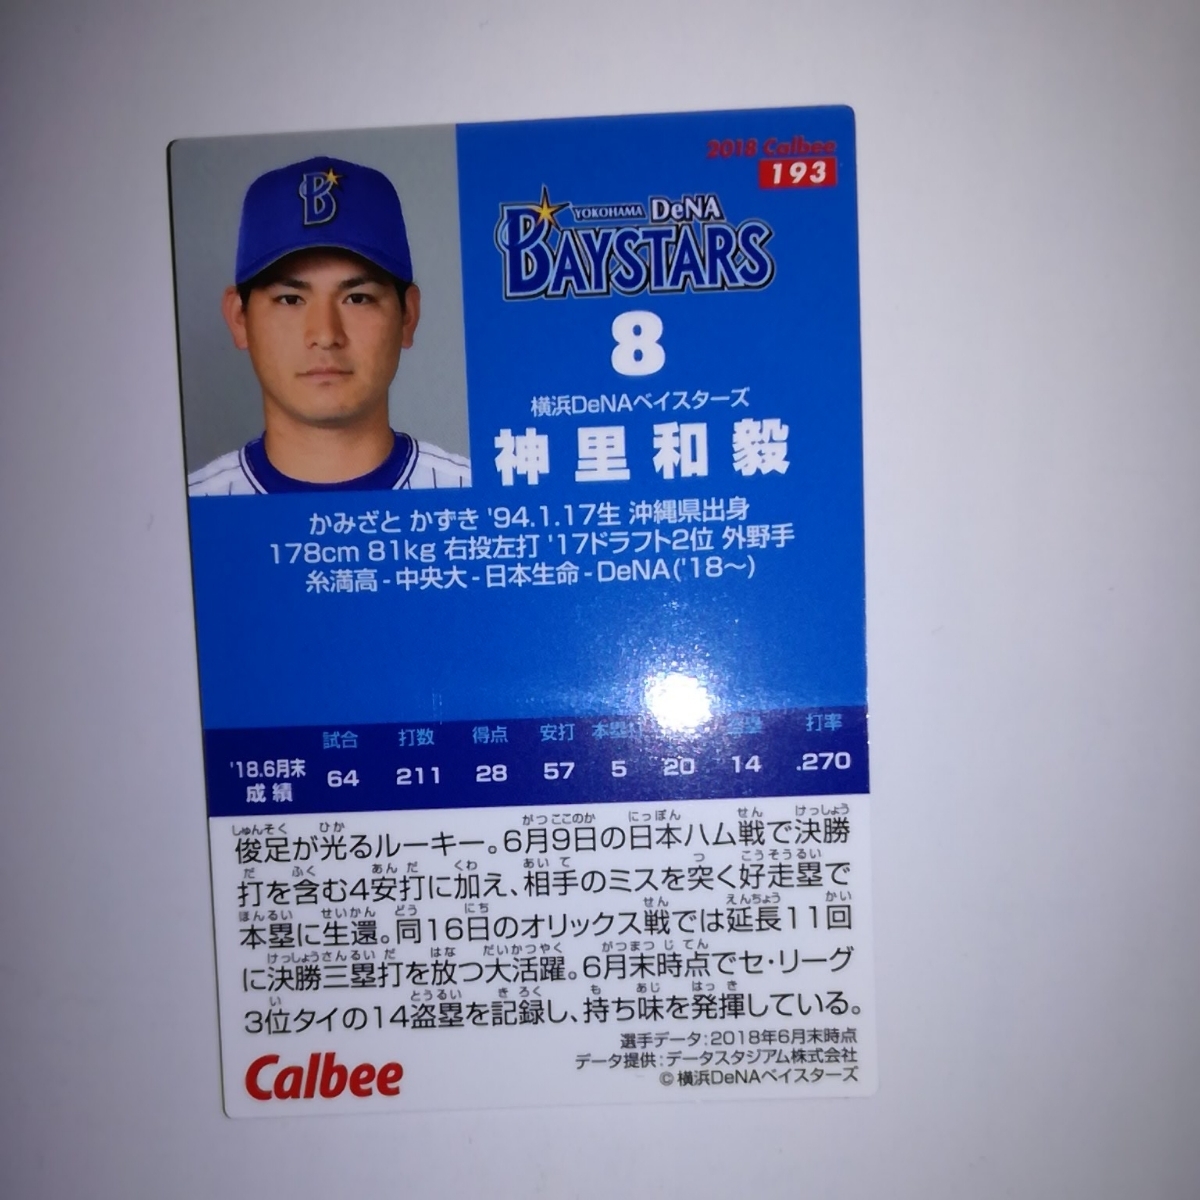 2018 Calbee
193
YOKOHAMA DeNA
BAYSTARS
8
横浜DeNAベイスターズ
神里和毅
かみざと かずき '94.1.17生 沖縄県出身
178cm 81kg 右投左打 '17ドラフト2位 外野手
糸満高-中央大-日本生命-DeNA('18〜)
試合 打数 得点 安打 本塁打 打率
'18.6月末成績 64 211 28 57 5 20 14 .270
俊足が光るルーキー。6月9日の日本ハム戦で決勝
打を含む4安打に加え、相手のミスを突く好走塁で
本塁に生還。同16日のオリックス戦では延長11回
に決勝三塁打を放つ大活躍。6月末時点でセ・リーグ
3位タイの14盗塁を記録し、持ち味を発揮している。
選手データ:2018年6月末時点
データ提供:データスタジアム株式会社
©横浜DeNAベイスターズ
Calbee